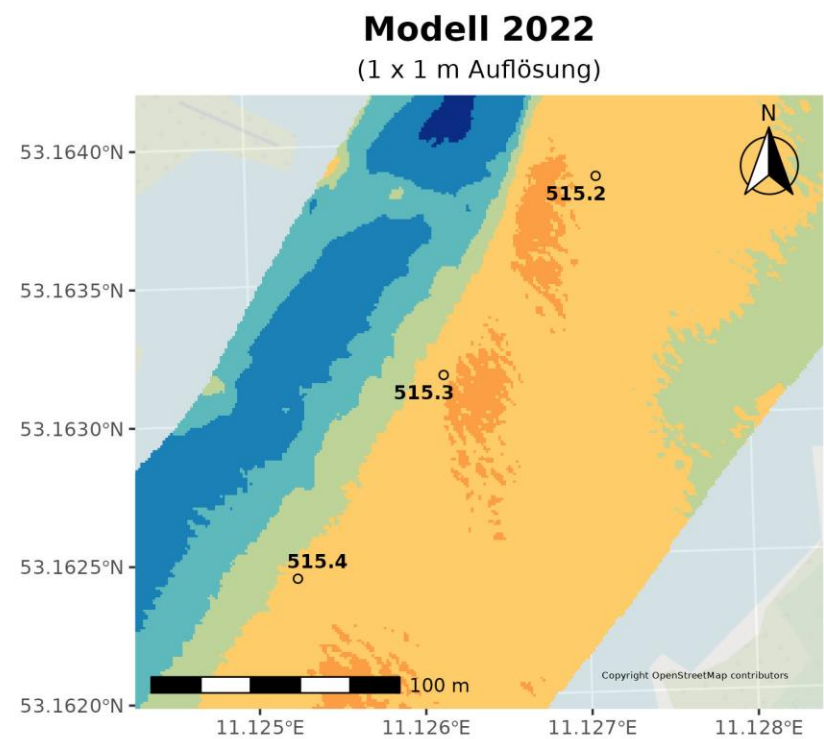 Modell 2022
(1 x 1 m Auflösung)
N
53.1640°N
515.2
53.1635°N
515.3
53.1630°N
515.4
53.1625°N
Copyright OpenStreetMap contributors
100 m
53.1620°N
11.125°E 11.126°E 11.127°E 11.128°E